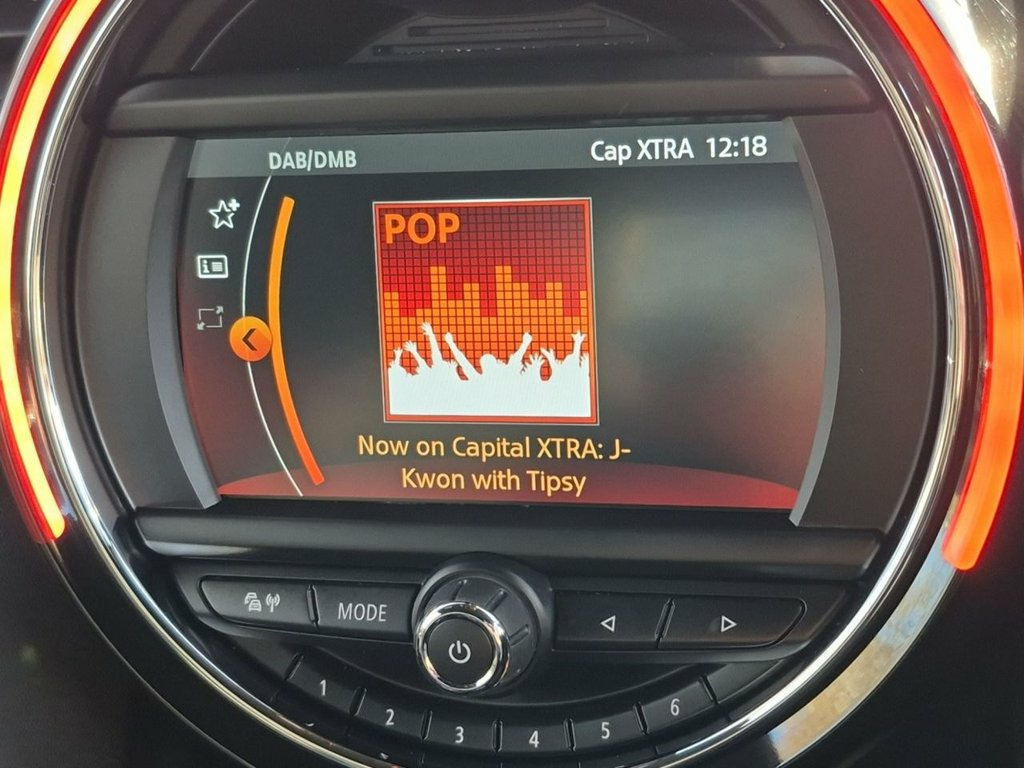 DAB/DMB
Cap XTRA 12:18
POP
Now on Capital XTRA: J-
Kwon with Tipsy
MODE
1
2
3
4
5
6